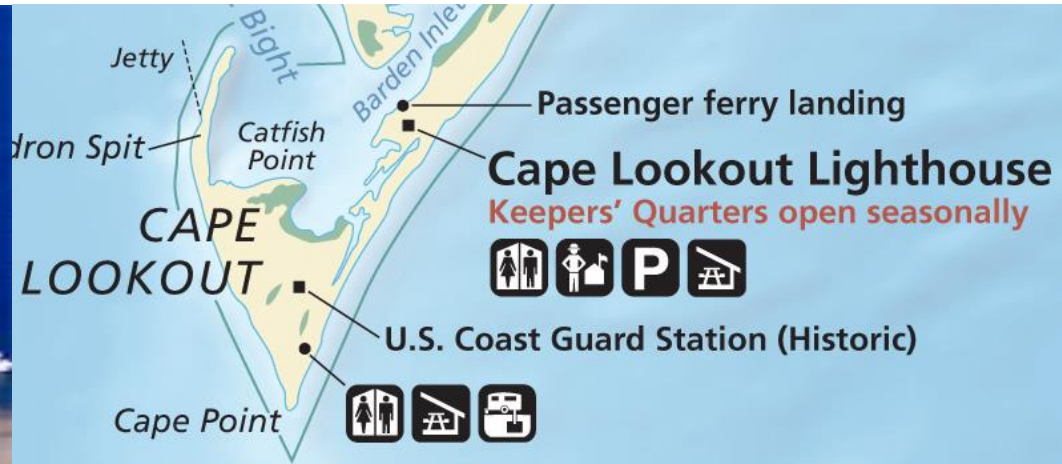 Bight
Barden Inlet
Jetty
Passenger ferry landing
Catfish
Point
Spit
Cape Lookout Lighthouse
Keepers' Quarters open seasonally
P
CAPE
LOOKOUT
U.S. Coast Guard Station (Historic)
Cape Point